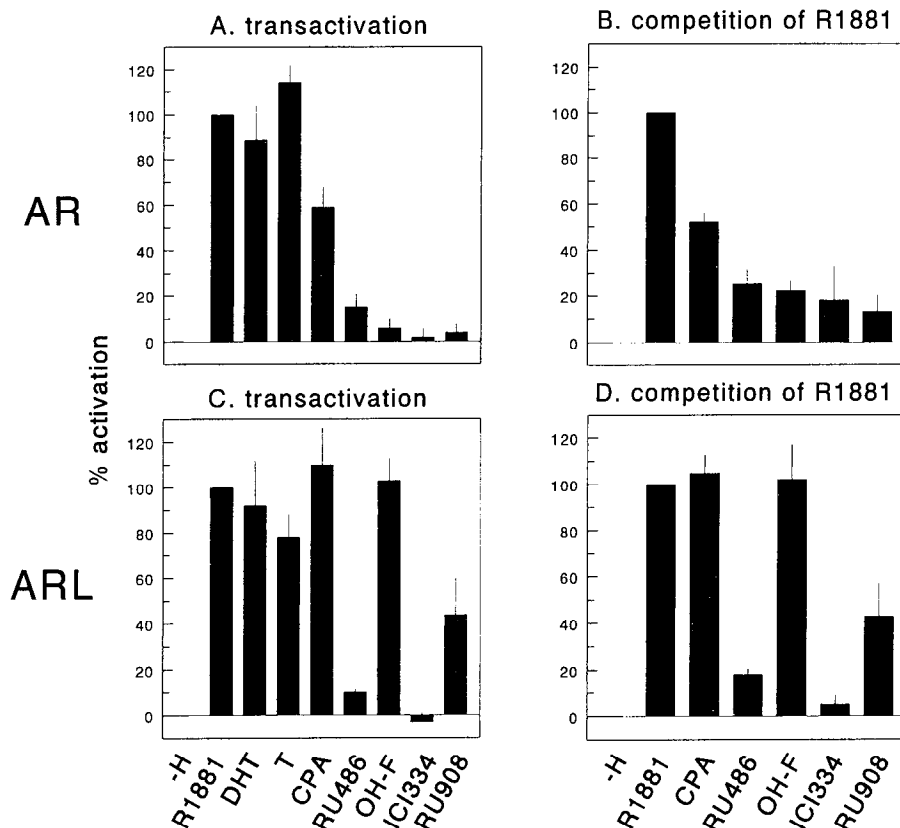 A. transactivation
B. competition of R1881
120
100
80
60
40
20
0
120
100
80
60
40
20
0
AR
% activation
C. transactivation
D. competition of R1881
120
100
80
60
40
20
0
120
100
80
60
40
20
0
ARL
-H
R1881
DHT
T
CPA
RU486
OH-F
ICI334
RU908
-H
R1881
CPA
RU486
OH-F
ICI334
RU908